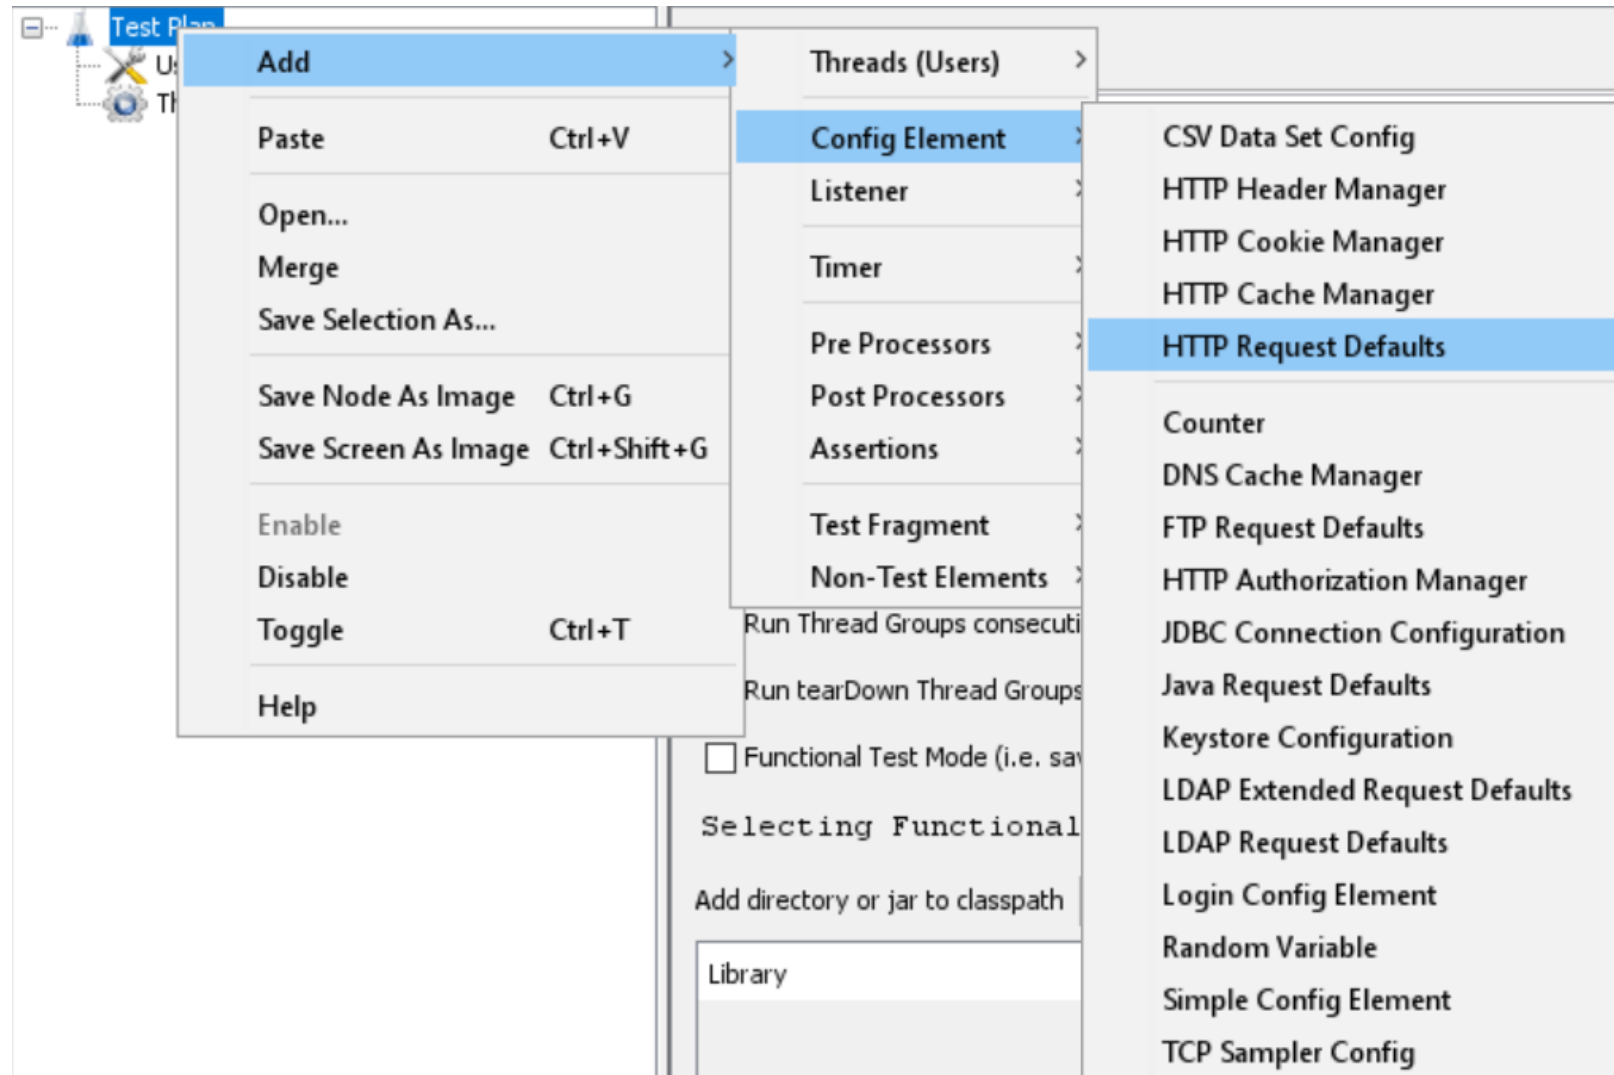 Test Plan
Add
Paste Ctrl+V
Open...
Merge
Save Selection As...
Save Node As Image Ctrl+G
Save Screen As Image Ctrl+Shift+G
Enable
Disable
Toggle Ctrl+T
Help
Threads (Users)
Config Element
Listener
Timer
Pre Processors
Post Processors
Assertions
Test Fragment
Non-Test Elements
CSV Data Set Config
HTTP Header Manager
HTTP Cookie Manager
HTTP Cache Manager
HTTP Request Defaults
Counter
DNS Cache Manager
FTP Request Defaults
HTTP Authorization Manager
JDBC Connection Configuration
Java Request Defaults
Keystore Configuration
LDAP Extended Request Defaults
LDAP Request Defaults
Login Config Element
Random Variable
Simple Config Element
TCP Sampler Config
Run Thread Groups
Run tearDown Thread Groups
Functional Test Mode (i.e.
Selecting Functional
Add directory or jar to classpath
Library